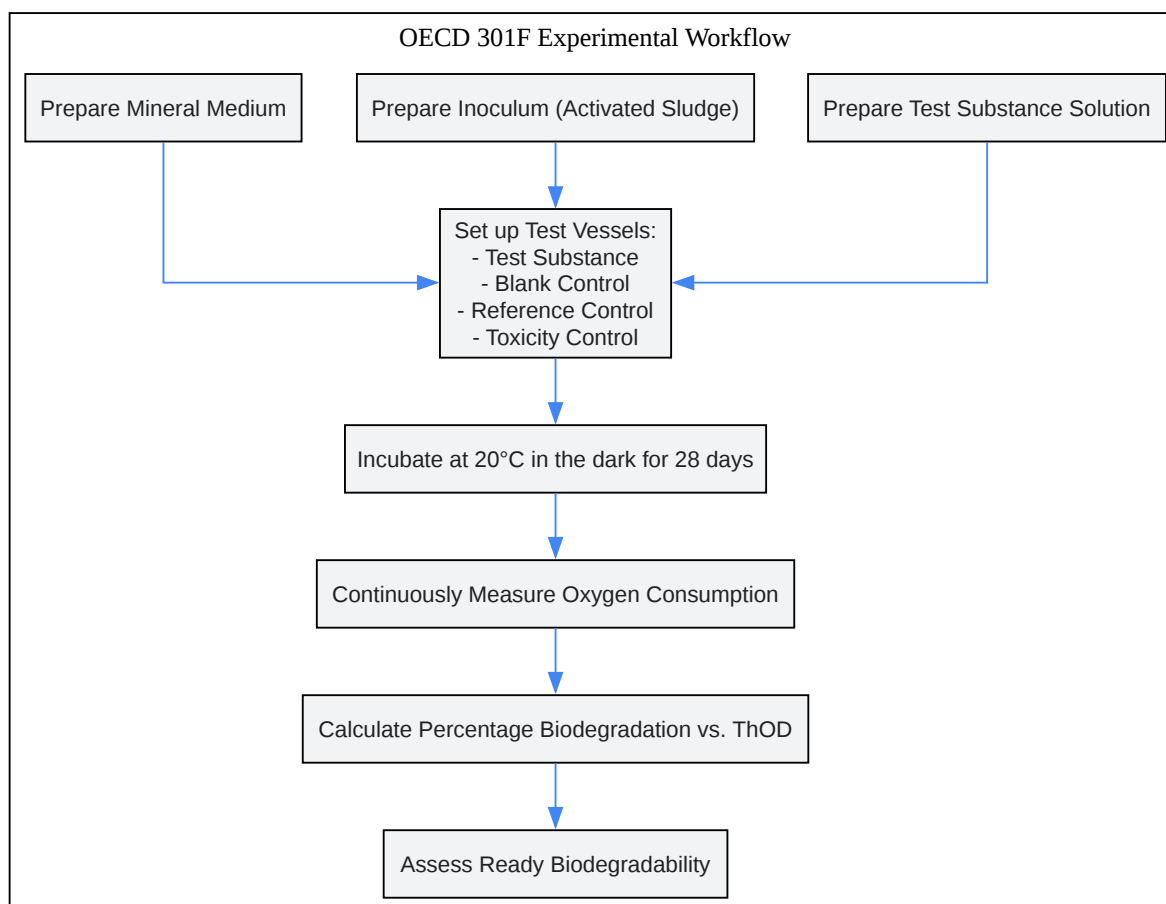 OECD 301F Experimental Workflow
Prepare Mineral Medium
Prepare Inoculum (Activated Sludge)
Prepare Test Substance Solution
Set up Test Vessels:
- Test Substance
- Blank Control
- Reference Control
- Toxicity Control
Incubate at 20°C in the dark for 28 days
Continuously Measure Oxygen Consumption
Calculate Percentage Biodegradation vs. ThOD
Assess Ready Biodegradability